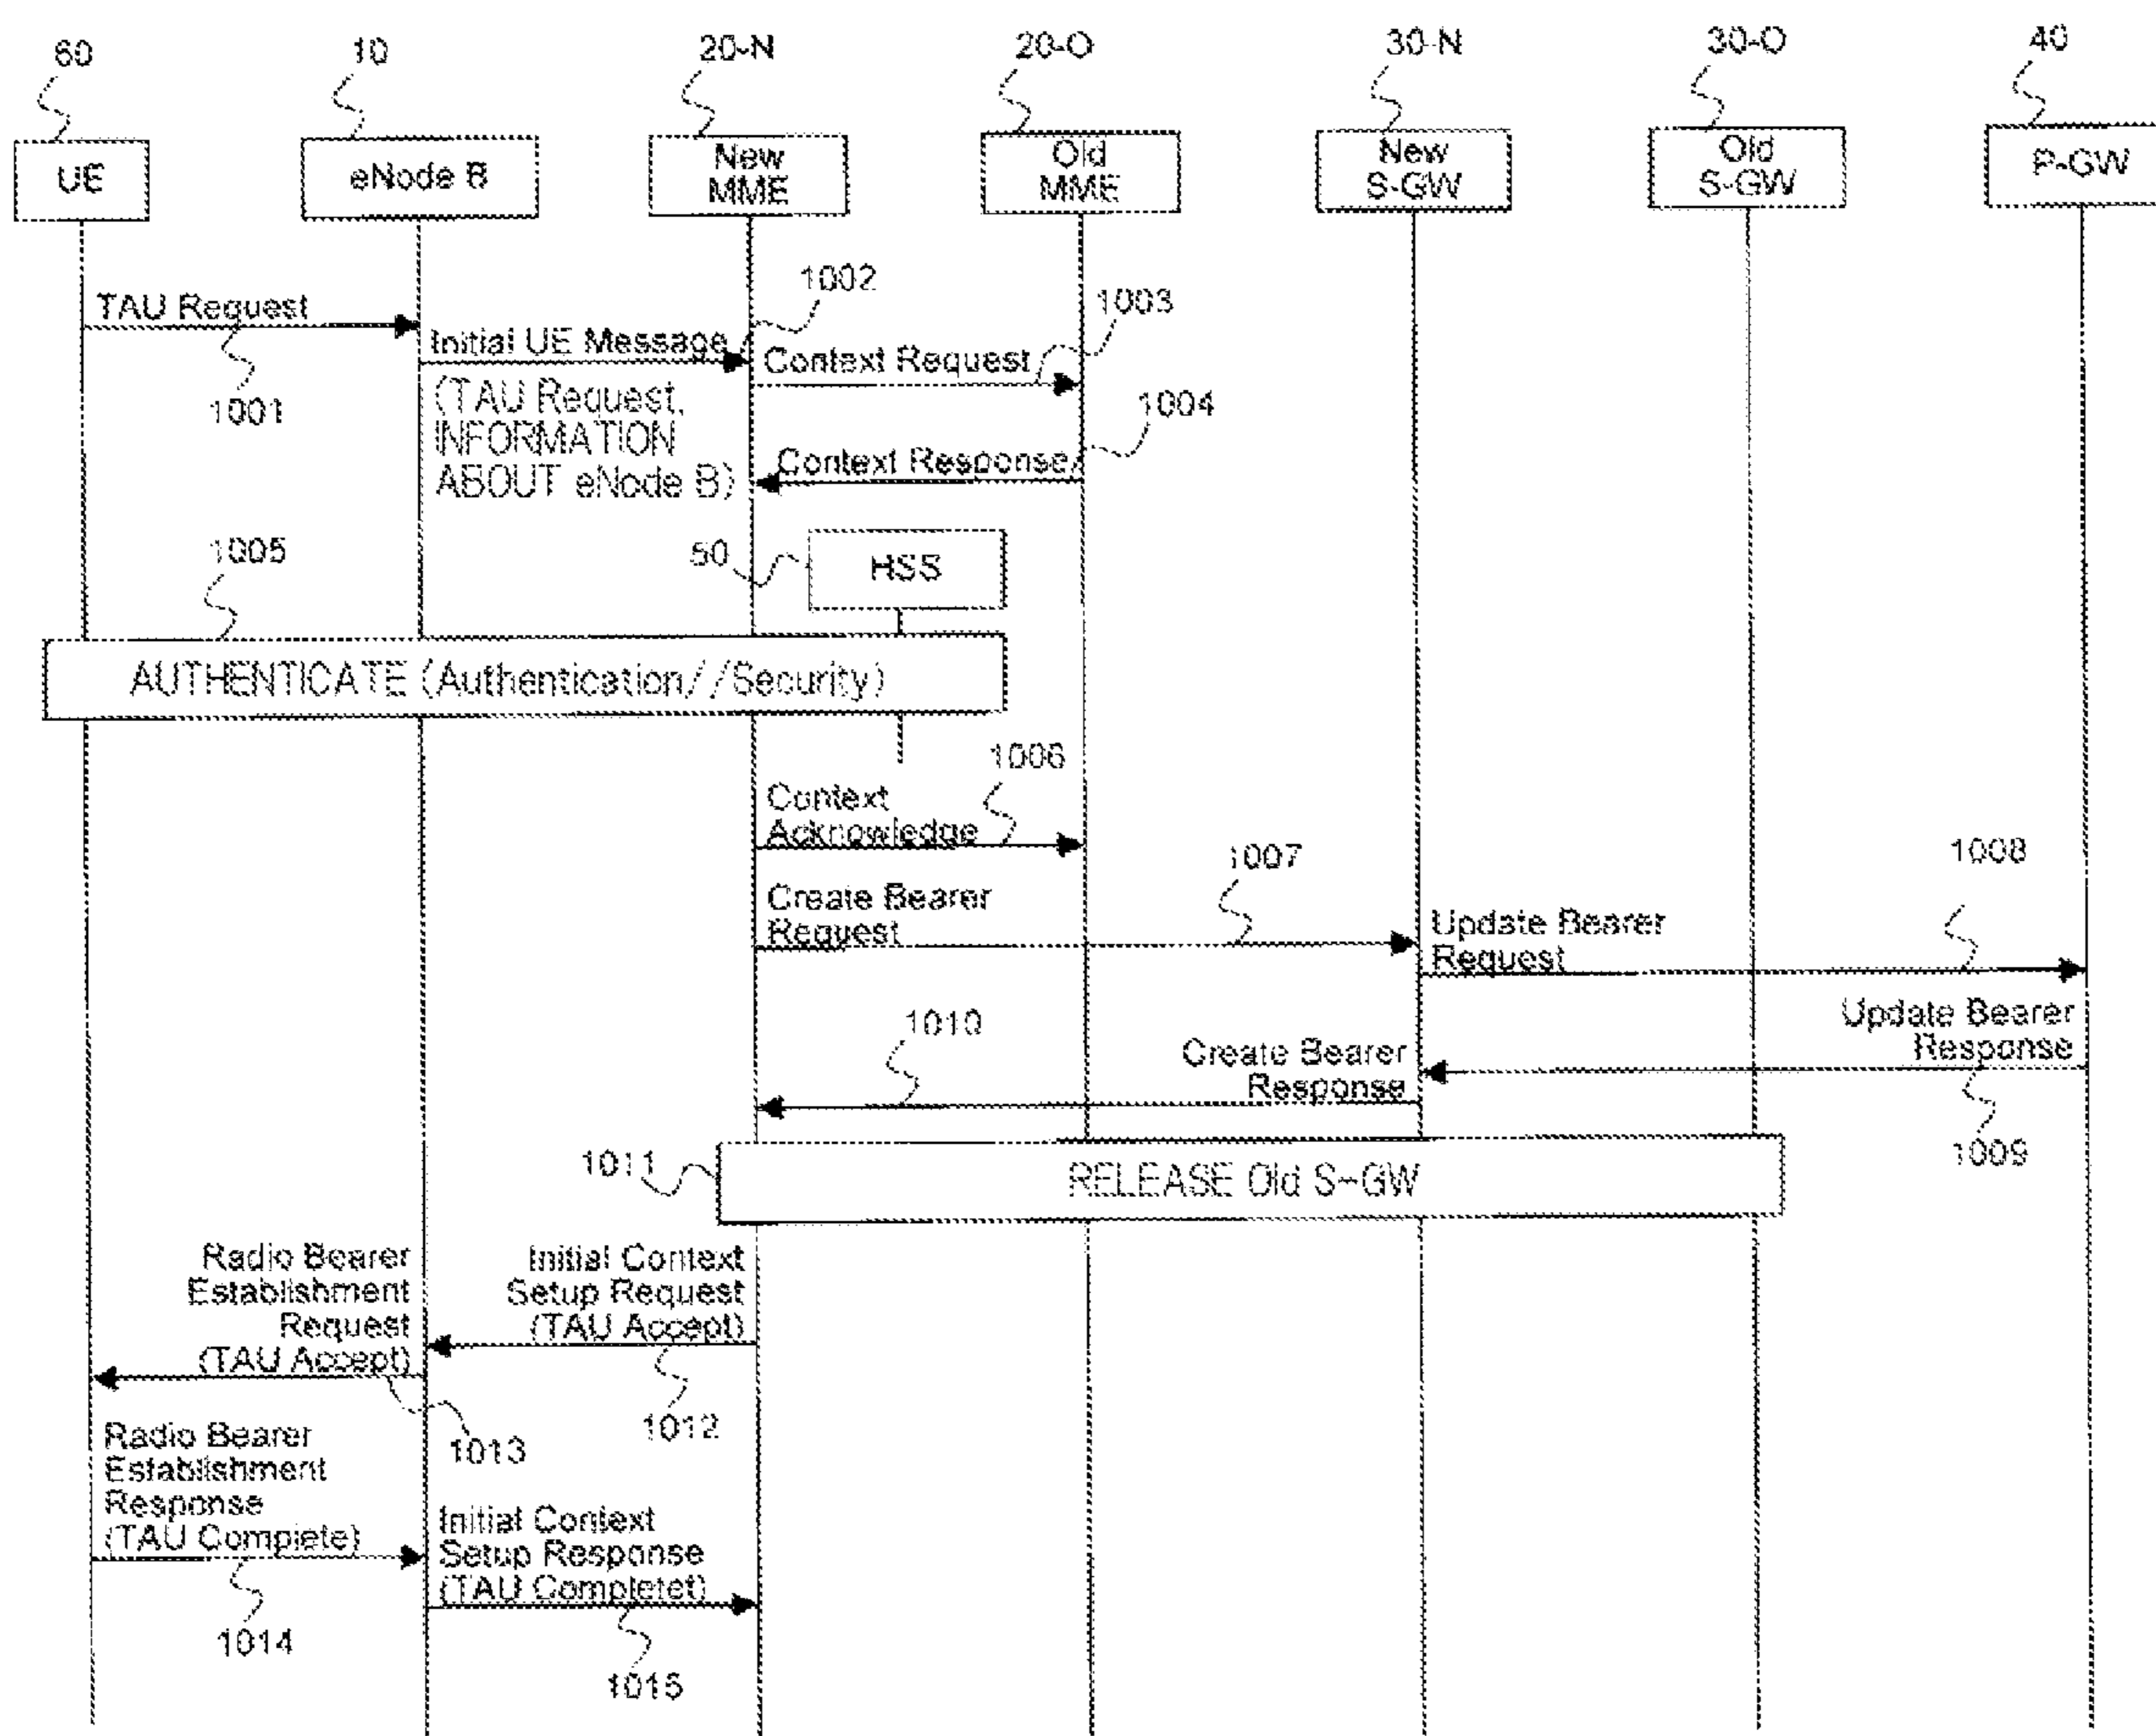 60
10
20-N
20-O
30-N
30-O
40
UE
eNode B
New
MME
Old
MME
New
S-GW
Old
S-GW
P-GW
TAU Request
1001
1002
Initial UE Message
(TAU Request,
INFORMATION
ABOUT eNode B)
1003
Context Request
1004
Context Response
50
HSS
1005
AUTHENTICATE (Authentication//Security)
1006
Context
Acknowledge
1007
Create Bearer
Request
1008
Update Bearer
Request
Update Bearer
Response
1009
1010
Create Bearer
Response
1011
RELEASE Old S-GW
Initial Context
Setup Request
(TAU Accept)
1012
Radio Bearer
Establishment
Request
(TAU Accept)
1013
Radio Bearer
Establishment
Response
(TAU Complete)
1014
Initial Context
Setup Response
(TAU Completet)
1015